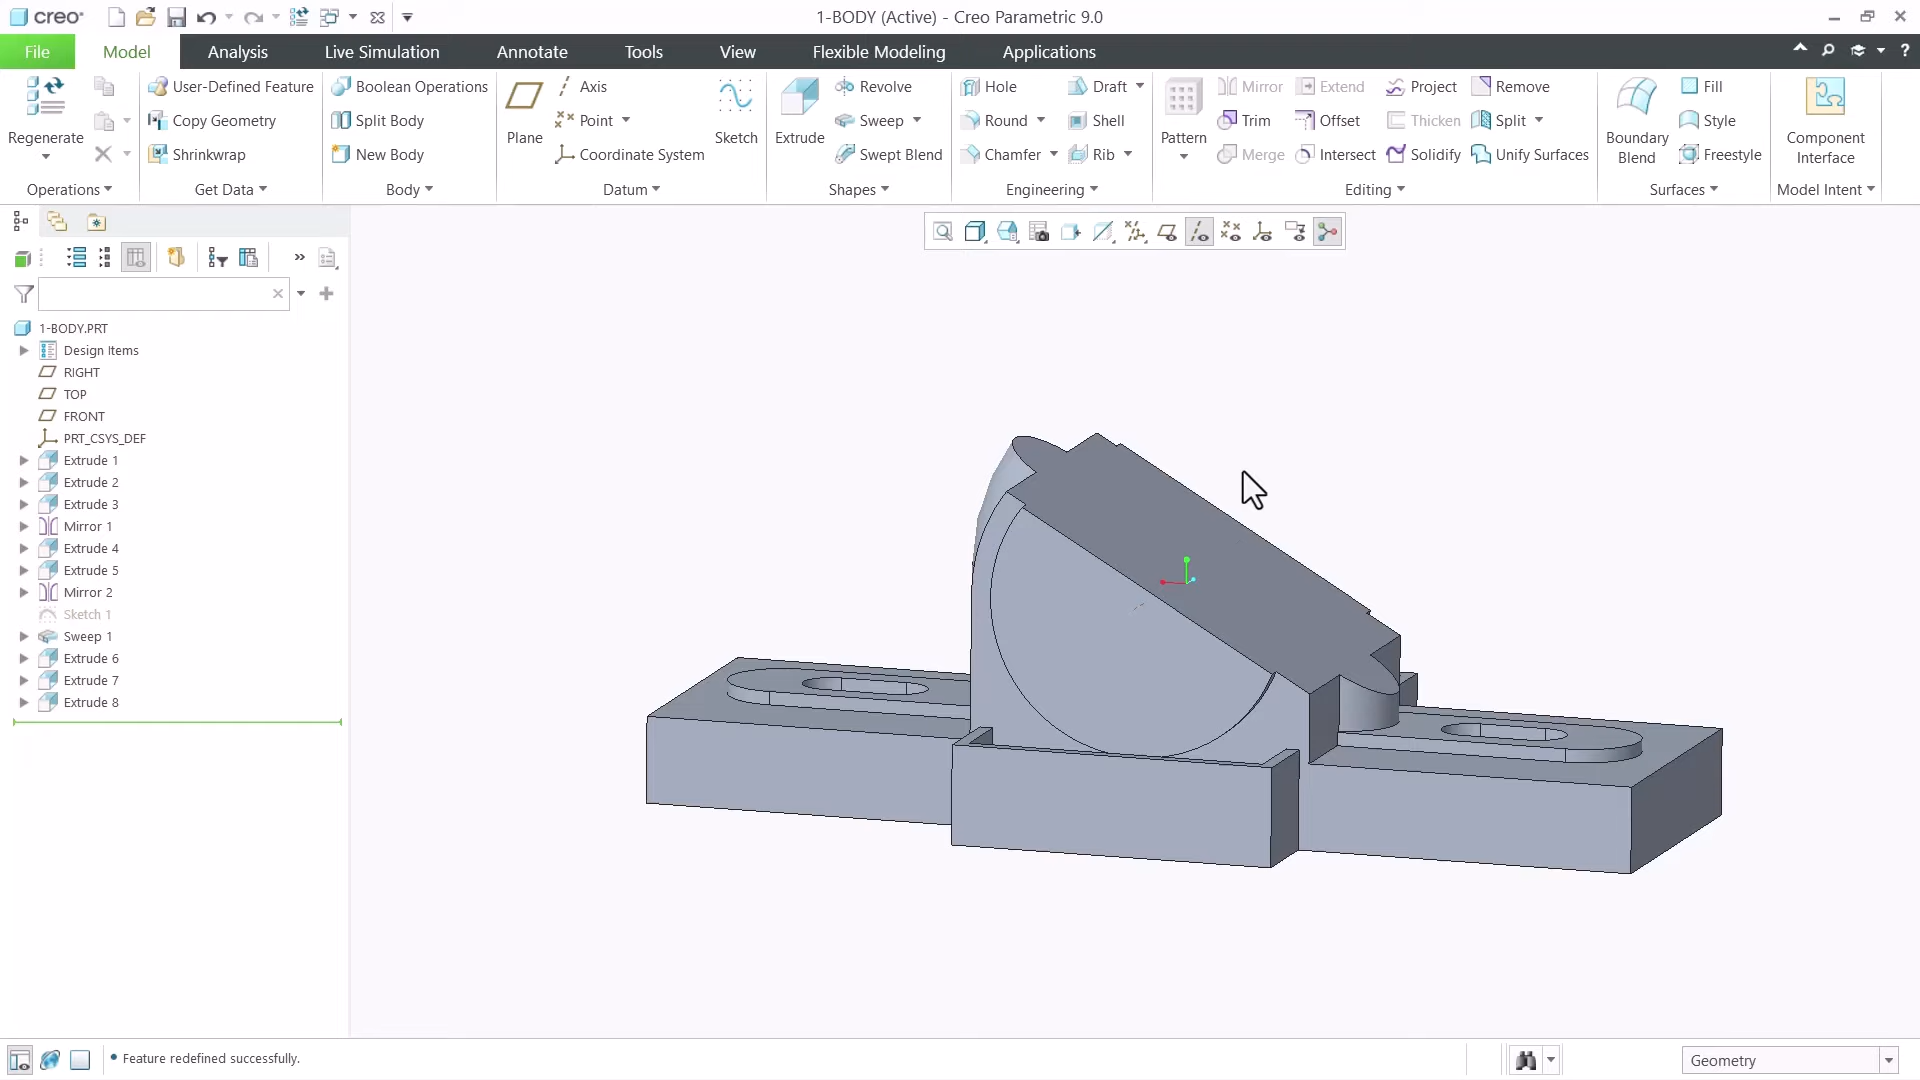 creo
1-BODY (Active) - Creo Parametric 9.0
File Model Analysis Live Simulation Annotate Tools View Flexible Modeling Applications
Regenerate
Operations
User-Defined Feature
Copy Geometry
Shrinkwrap
Get Data
Boolean Operations
Split Body
New Body
Body
Plane
Axis
Point
Coordinate System
Sketch
Datum
Extrude
Revolve
Sweep
Swept Blend
Shapes
Hole
Round
Chamfer
Draft
Shell
Rib
Engineering
Pattern
Mirror
Trim
Merge
Extend
Offset
Intersect
Project
Thicken
Solidify
Remove
Split
Unify Surfaces
Editing
Boundary
Blend
Fill
Style
Freestyle
Surfaces
Component
Interface
Model Intent
1-BODY.PRT
Design Items
RIGHT
TOP
FRONT
PRT_CSYS_DEF
Extrude 1
Extrude 2
Extrude 3
Mirror 1
Extrude 4
Extrude 5
Mirror 2
Sketch 1
Sweep 1
Extrude 6
Extrude 7
Extrude 8
• Feature redefined successfully.
Geometry